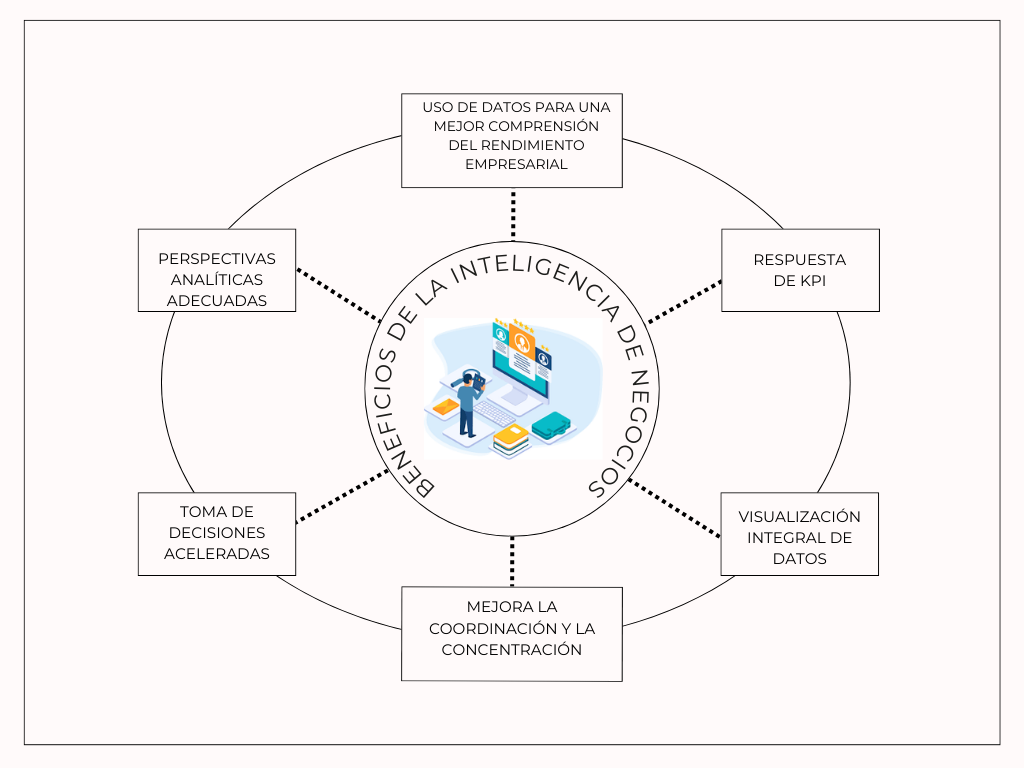 USO DE DATOS PARA UNA
MEJOR COMPRENSIÓN
DEL RENDIMIENTO
EMPRESARIAL
PERSPECTIVAS
ANALÍTICAS
ADECUADAS
RESPUESTA
DE KPI
BENEFICIOS DE LA INTELIGENCIA DE NEGOCIOS
TOMA DE
DECISIONES
ACELERADAS
VISUALIZACIÓN
INTEGRAL DE
DATOS
MEJORA LA
COORDINACIÓN Y LA
CONCENTRACIÓN